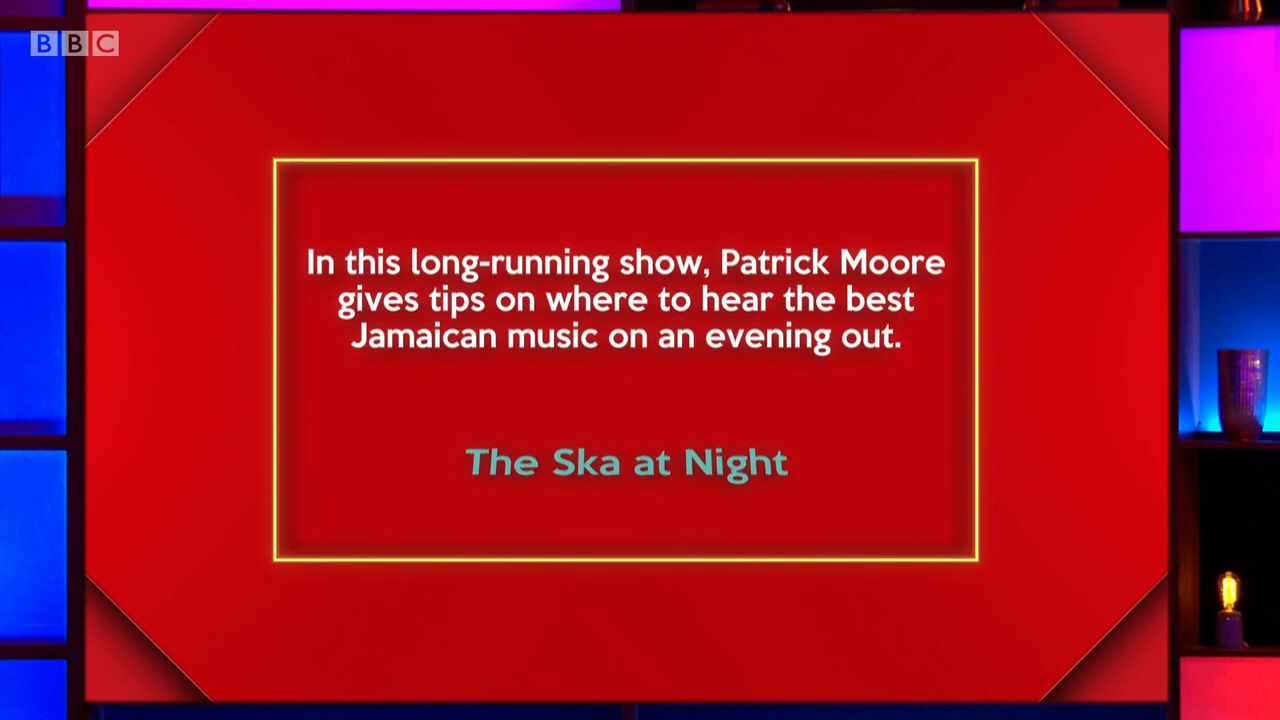 BBC
In this long-running show, Patrick Moore
gives tips on where to hear the best
Jamaican music on an evening out.
The Ska at Night